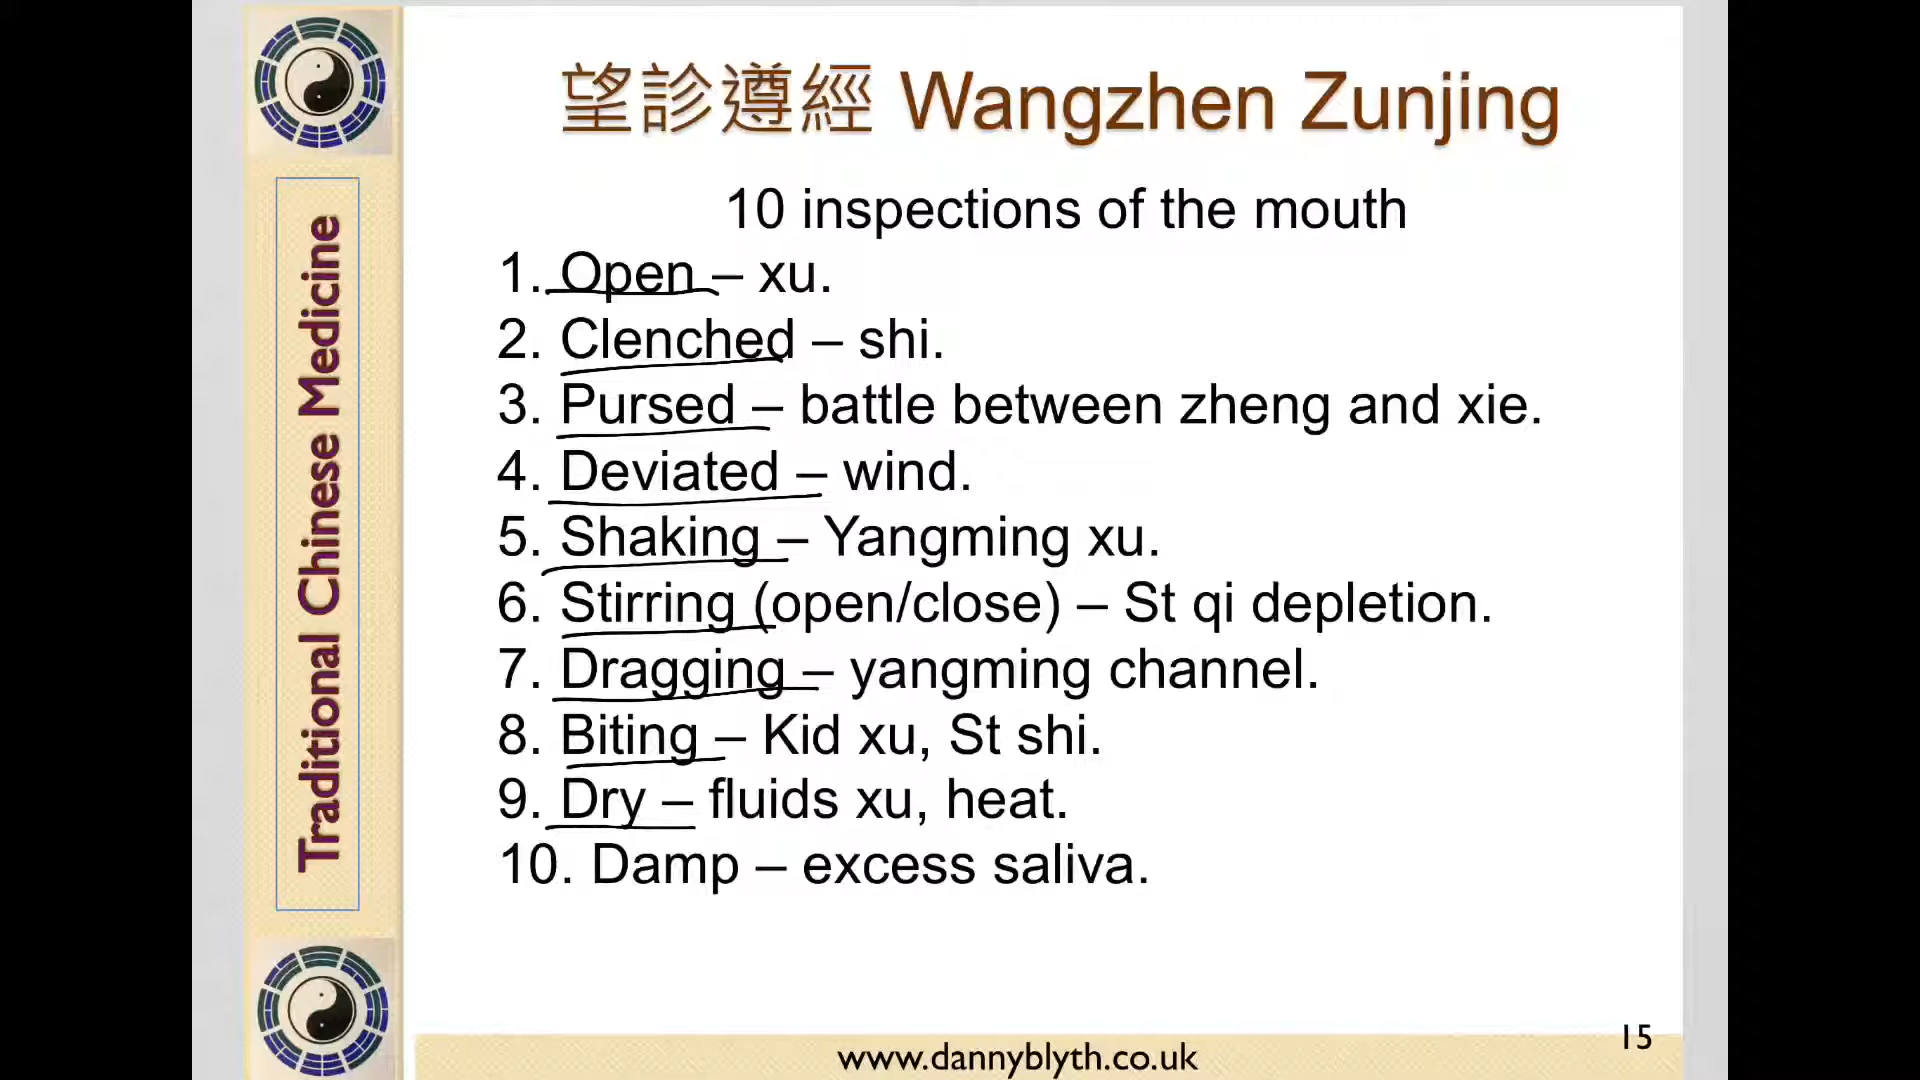 望診遵經 Wangzhen Zunjing
10 inspections of the mouth
1. Open – xu.
2. Clenched – shi.
3. Pursed – battle between zheng and xie.
4. Deviated – wind.
5. Shaking – Yangming xu.
6. Stirring (open/close) – St qi depletion.
7. Dragging – yangming channel.
8. Biting – Kid xu, St shi.
9. Dry – fluids xu, heat.
10. Damp – excess saliva.
Traditional Chinese Medicine
15
www.dannyblyth.co.uk